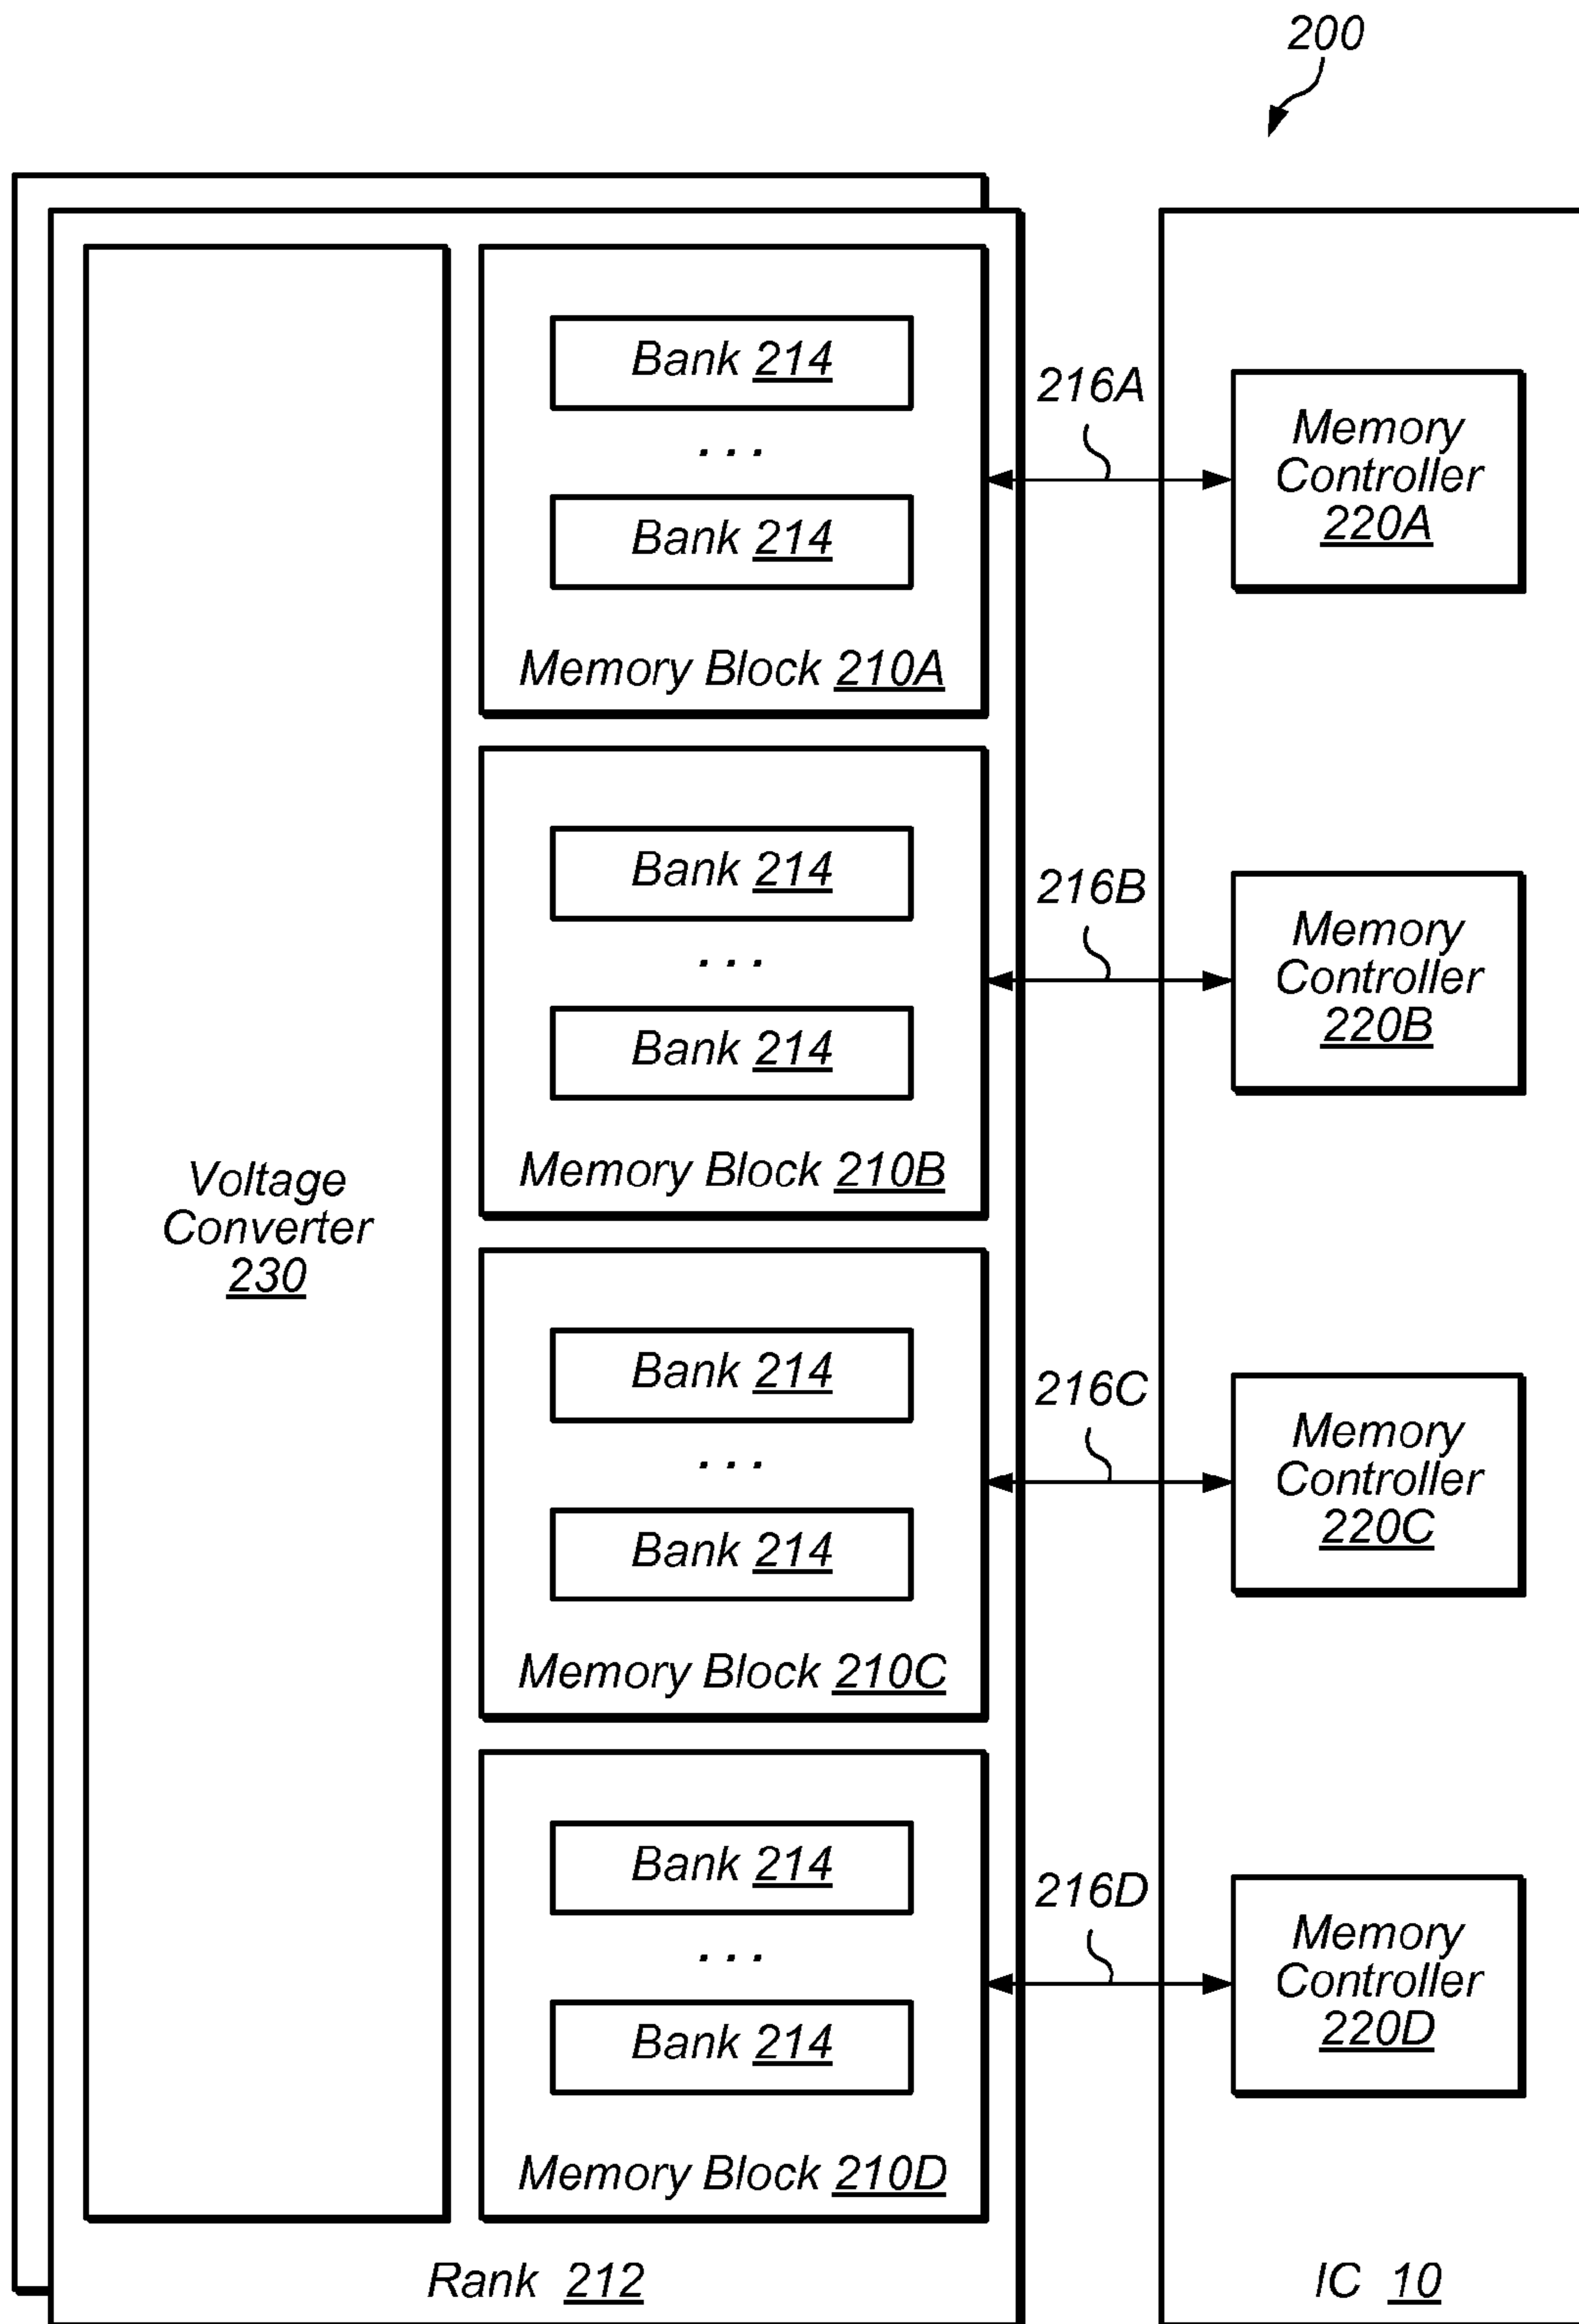 200
Bank 214
...
Bank 214
Memory Block 210A
216A
Memory
Controller
220A
Bank 214
...
Bank 214
Memory Block 210B
216B
Memory
Controller
220B
Voltage
Converter
230
Bank 214
...
Bank 214
Memory Block 210C
216C
Memory
Controller
220C
Bank 214
...
Bank 214
Memory Block 210D
216D
Memory
Controller
220D
Rank 212
IC 10